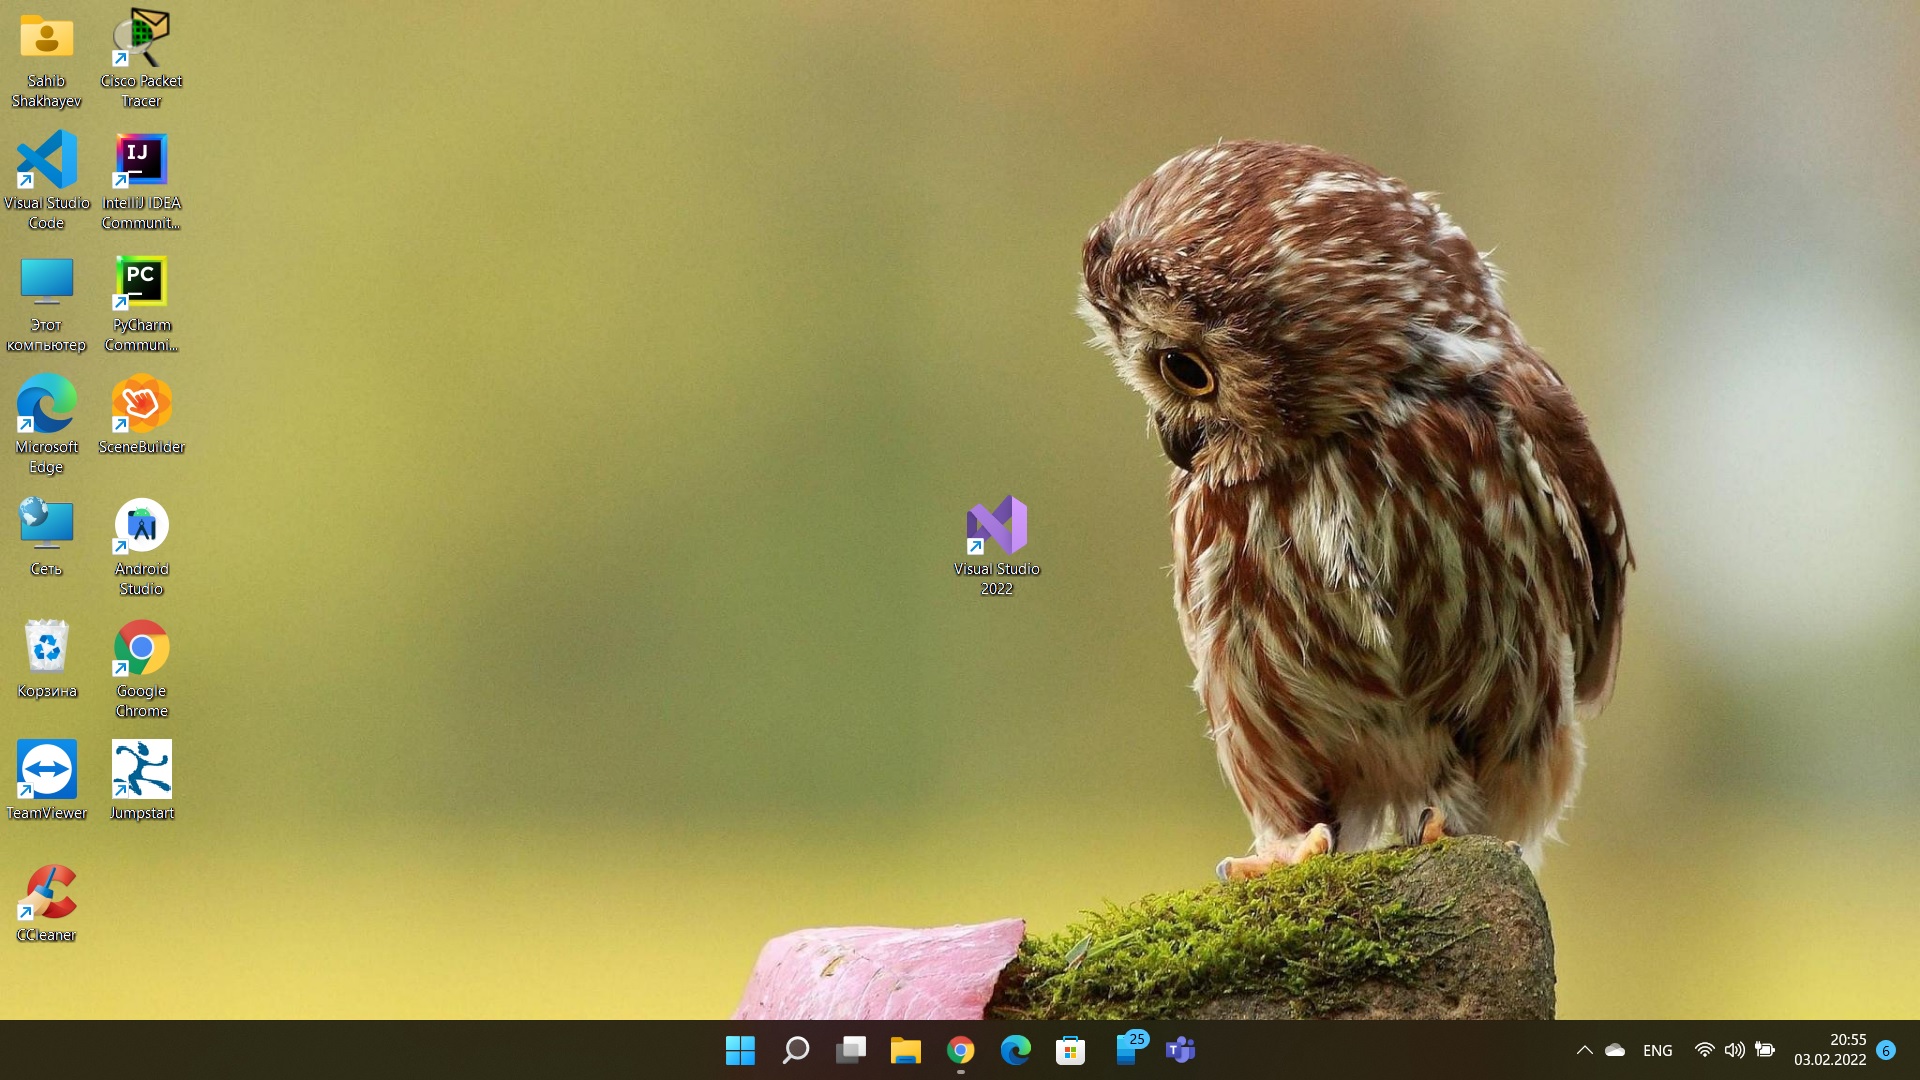 Sahib
Shakhayev
Cisco Packet
Tracer
Visual Studio
Code
IJ
IntelliJ IDEA
Communit...
Этот
компьютер
PC
PyCharm
Communi...
Microsoft
Edge
SceneBuilder
Сеть
Android
Studio
Visual Studio
2022
Корзина
Google
Chrome
TeamViewer
Jumpstart
CCleaner
25
T
ENG
20:55
03.02.2022
6